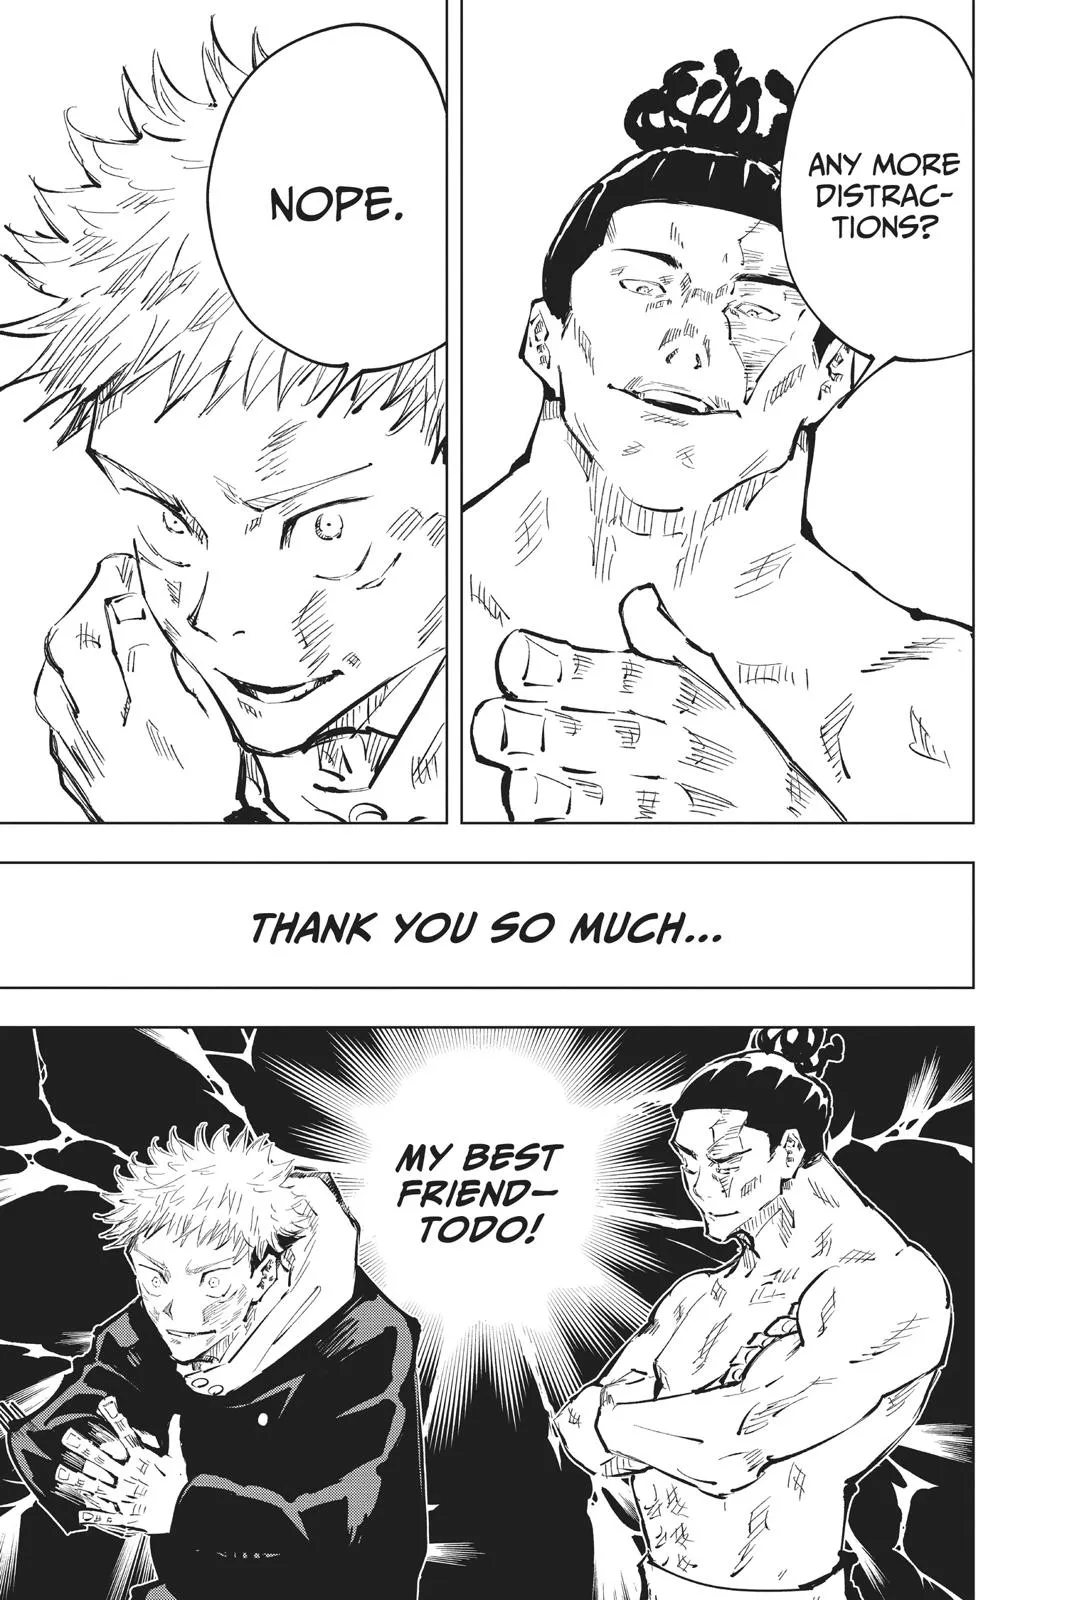 ANY MORE
DISTRAC-
TIONS?
NOPE.
THANK YOU SO MUCH...
MY BEST
FRIEND—
TODO!